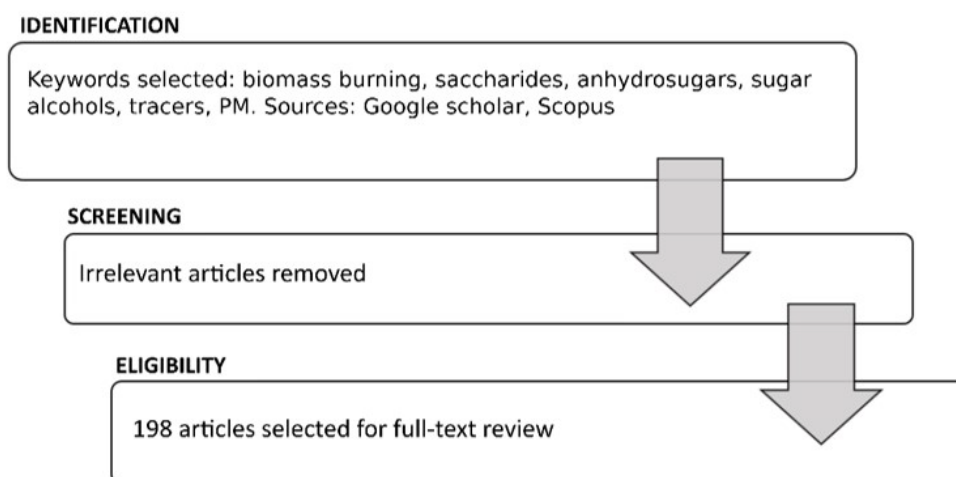 IDENTIFICATION
Keywords selected: biomass burning, saccharides, anhydrosugars, sugar
alcohols, tracers, PM. Sources: Google scholar, Scopus
SCREENING
Irrelevant articles removed
ELIGIBILITY
198 articles selected for full-text review